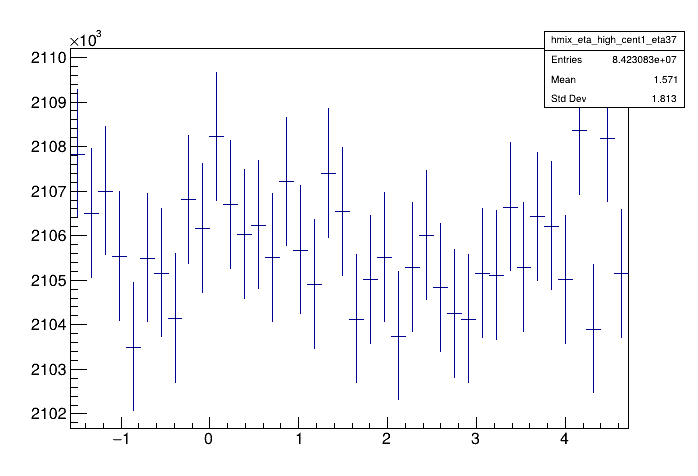 ×10³
hmix_eta_high_cent1_eta37
Entries 8.423083e+07
Mean 1.571
Std Dev 1.813
2110
2109
2108
2107
2106
2105
2104
2103
2102
−1 0 1 2 3 4